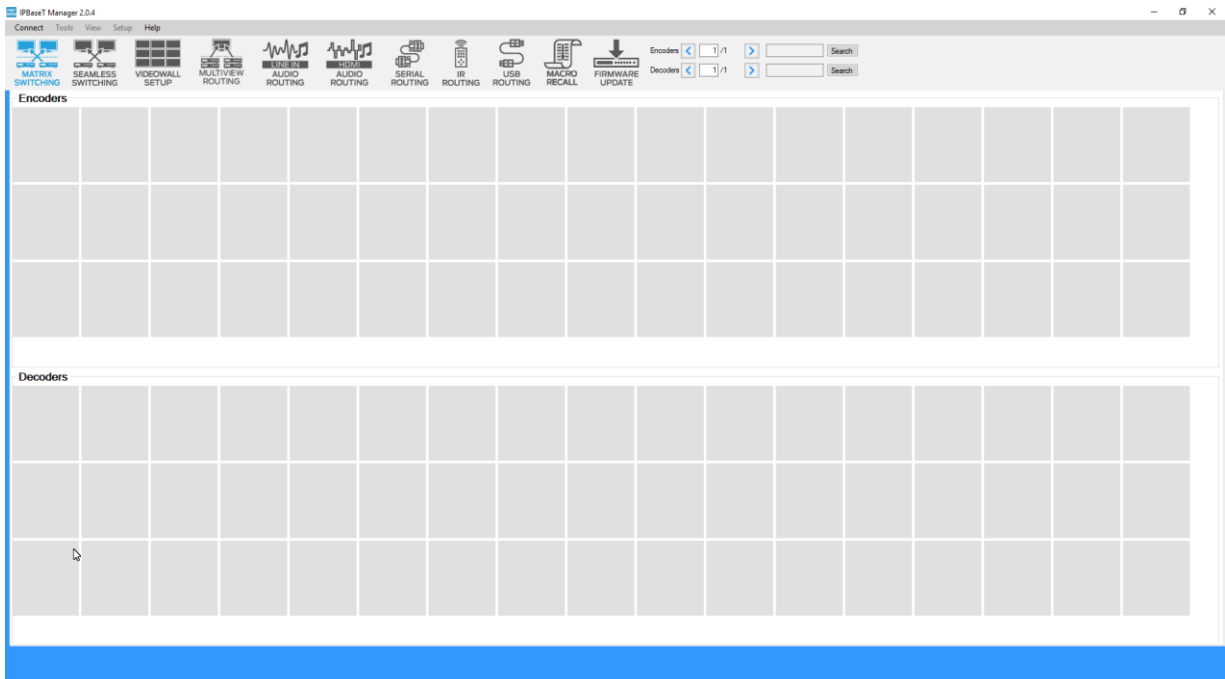 IPBaseT Manager 2.0.4
Connect Tools View Setup Help
MATRIX SWITCHING
SEAMLESS SWITCHING
VIDEOWALL SETUP
MULTIVIEW ROUTING
LINE IN
AUDIO ROUTING
HDMI
AUDIO ROUTING
SERIAL ROUTING
IR ROUTING
USB ROUTING
MACRO RECALL
FIRMWARE UPDATE
Encoders < 1 /1 > Search
Decoders < 1 /1 > Search
Encoders
Decoders